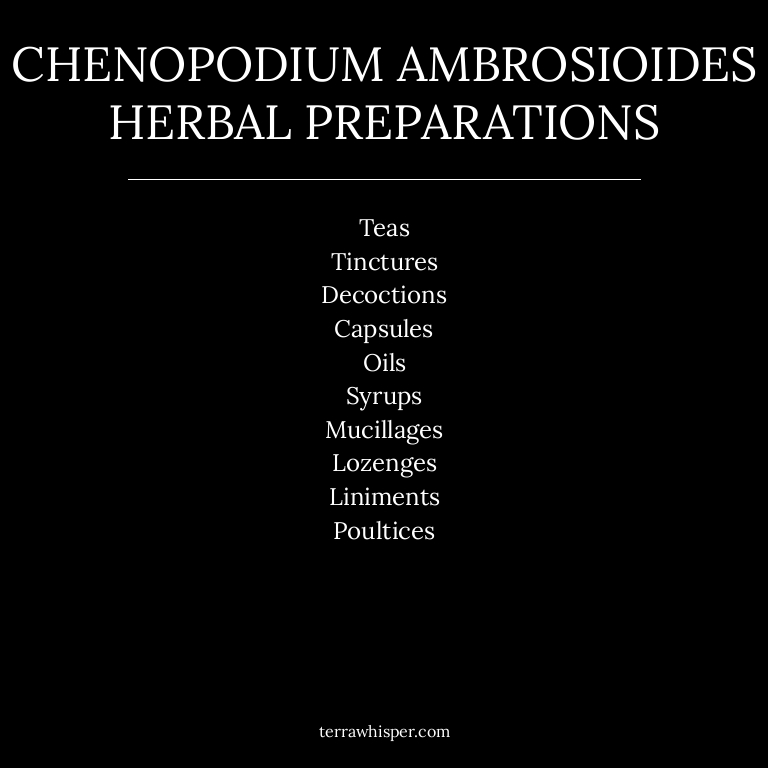 CHENOPODIUM AMBROSIOIDES
HERBAL PREPARATIONS
Teas
Tinctures
Decoctions
Capsules
Oils
Syrups
Mucillages
Lozenges
Liniments
Poultices
terrawhisper.com